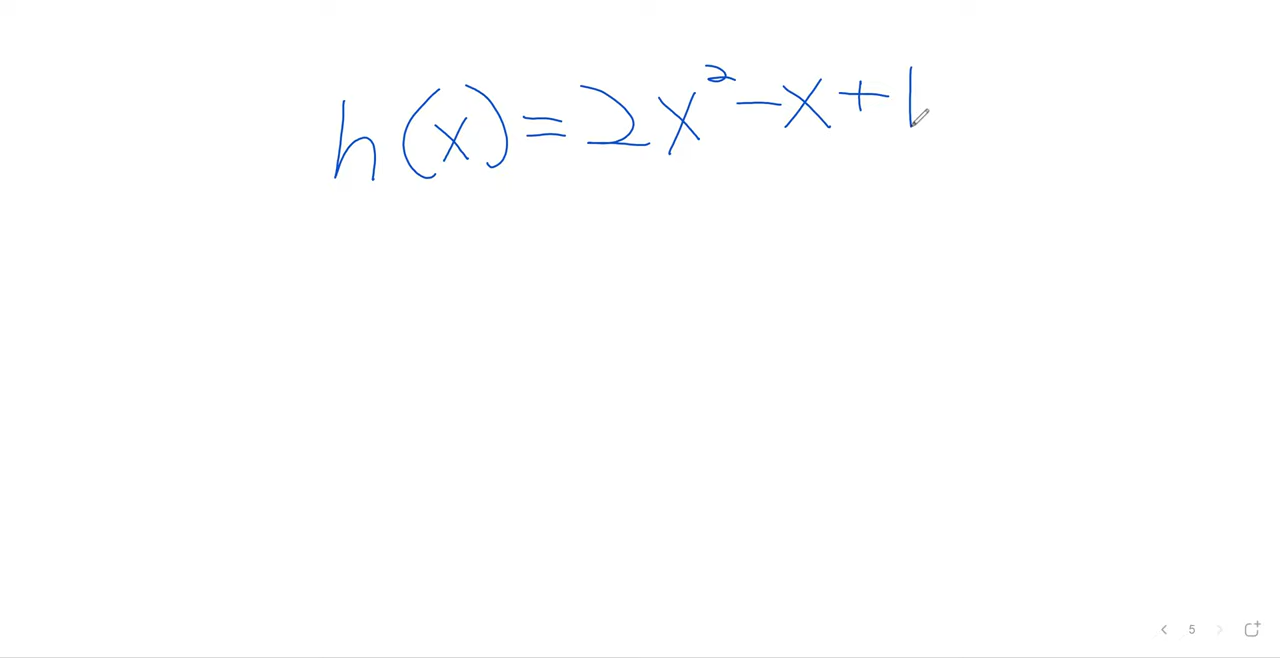 h(x) = 2x² - x + 1
5